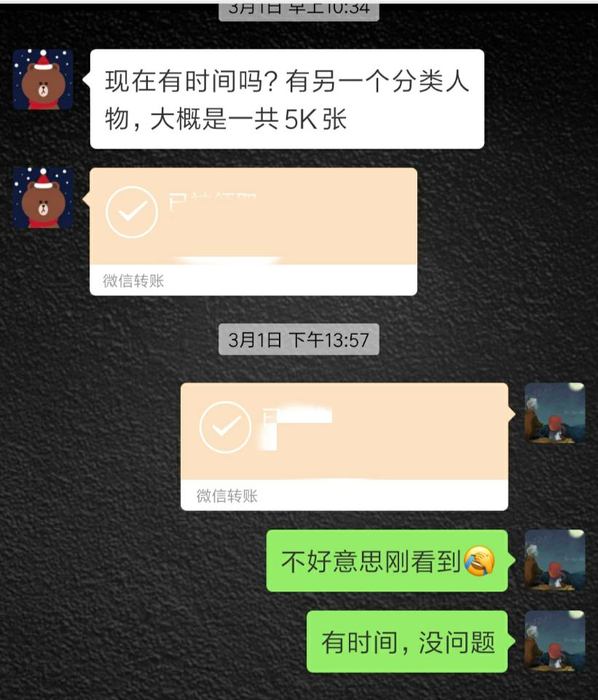 3月1日 早上10:34
现在有时间吗？有另一个分类人
物，大概是一共5K张
微信转账
3月1日 下午13:57
微信转账
不好意思刚看到
有时间，没问题